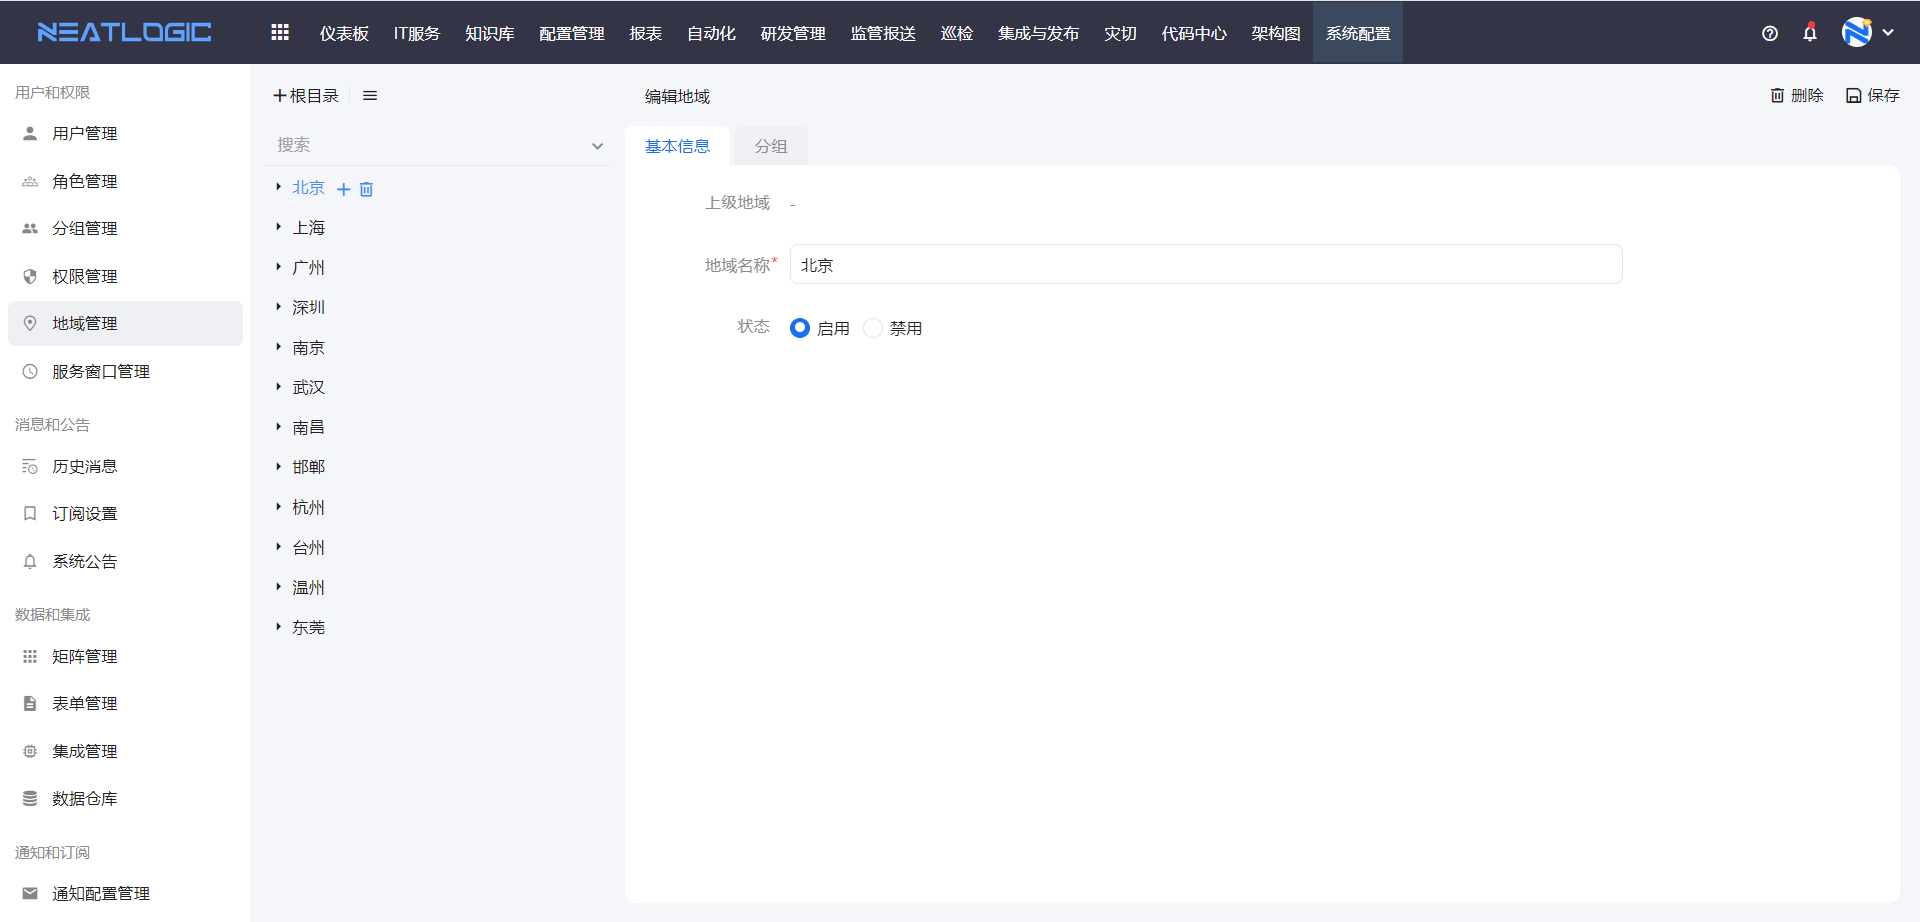 NEATLOGIC
仪表板 IT服务 知识库 配置管理 报表 自动化 研发管理 监管报送 巡检 集成与发布 灾切 代码中心 架构图 系统配置
用户和权限
用户管理
角色管理
分组管理
权限管理
地域管理
服务窗口管理
消息和公告
历史消息
订阅设置
系统公告
数据和集成
矩阵管理
表单管理
集成管理
数据仓库
通知和订阅
通知配置管理
根目录
搜索
北京
上海
广州
深圳
南京
武汉
南昌
邯郸
杭州
台州
温州
东莞
编辑地域
删除 保存
基本信息 分组
上级地域 -
地域名称* 北京
状态 启用 禁用